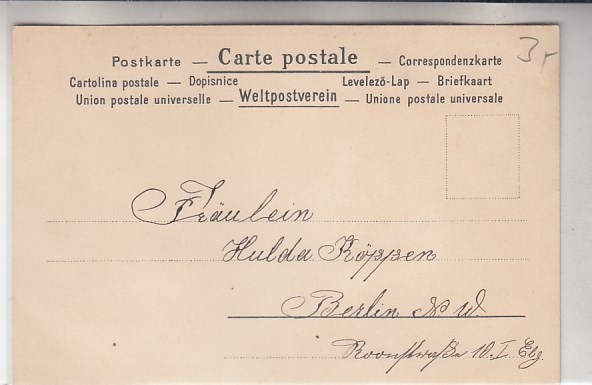 3,-
Postkarte — Carte postale — Correspondenzkarte
Cartolina postale — Dopisnice Levelező-Lap — Briefkaart
Union postale universelle — Weltpostverein — Unione postale universale
Fräulein
Hulda Köppen
Berlin N. W.
Roonstraße 10. I. Etg.